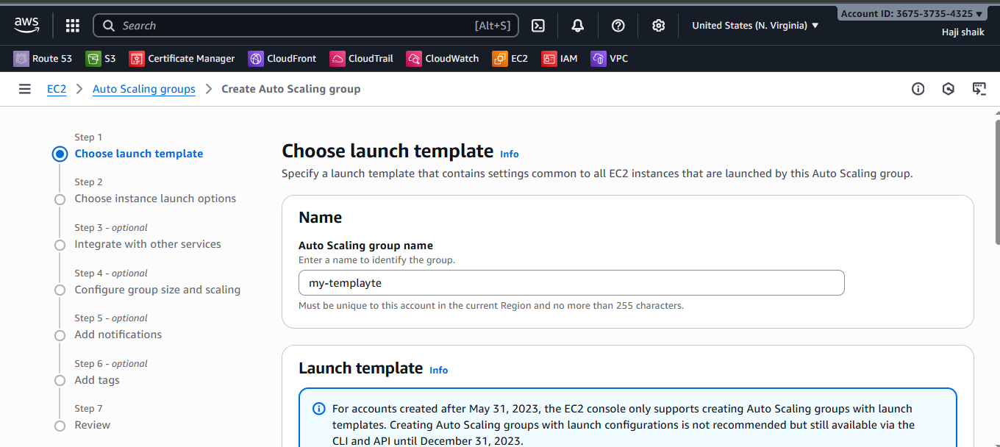 aws
Search [Alt+S] United States (N. Virginia) ▼ Account ID: 3675-3735-4325 ▼
Haji shaik
Route 53 S3 Certificate Manager CloudFront CloudTrail CloudWatch EC2 IAM VPC
EC2 > Auto Scaling groups > Create Auto Scaling group
Step 1
Choose launch template
Step 2
Choose instance launch options
Step 3 - optional
Integrate with other services
Step 4 - optional
Configure group size and scaling
Step 5 - optional
Add notifications
Step 6 - optional
Add tags
Step 7
Review
Choose launch template Info
Specify a launch template that contains settings common to all EC2 instances that are launched by this Auto Scaling group.
Name
Auto Scaling group name
Enter a name to identify the group.
my-templayte
Must be unique to this account in the current Region and no more than 255 characters.
Launch template Info
For accounts created after May 31, 2023, the EC2 console only supports creating Auto Scaling groups with launch
templates. Creating Auto Scaling groups with launch configurations is not recommended but still available via the
CLI and API until December 31, 2023.